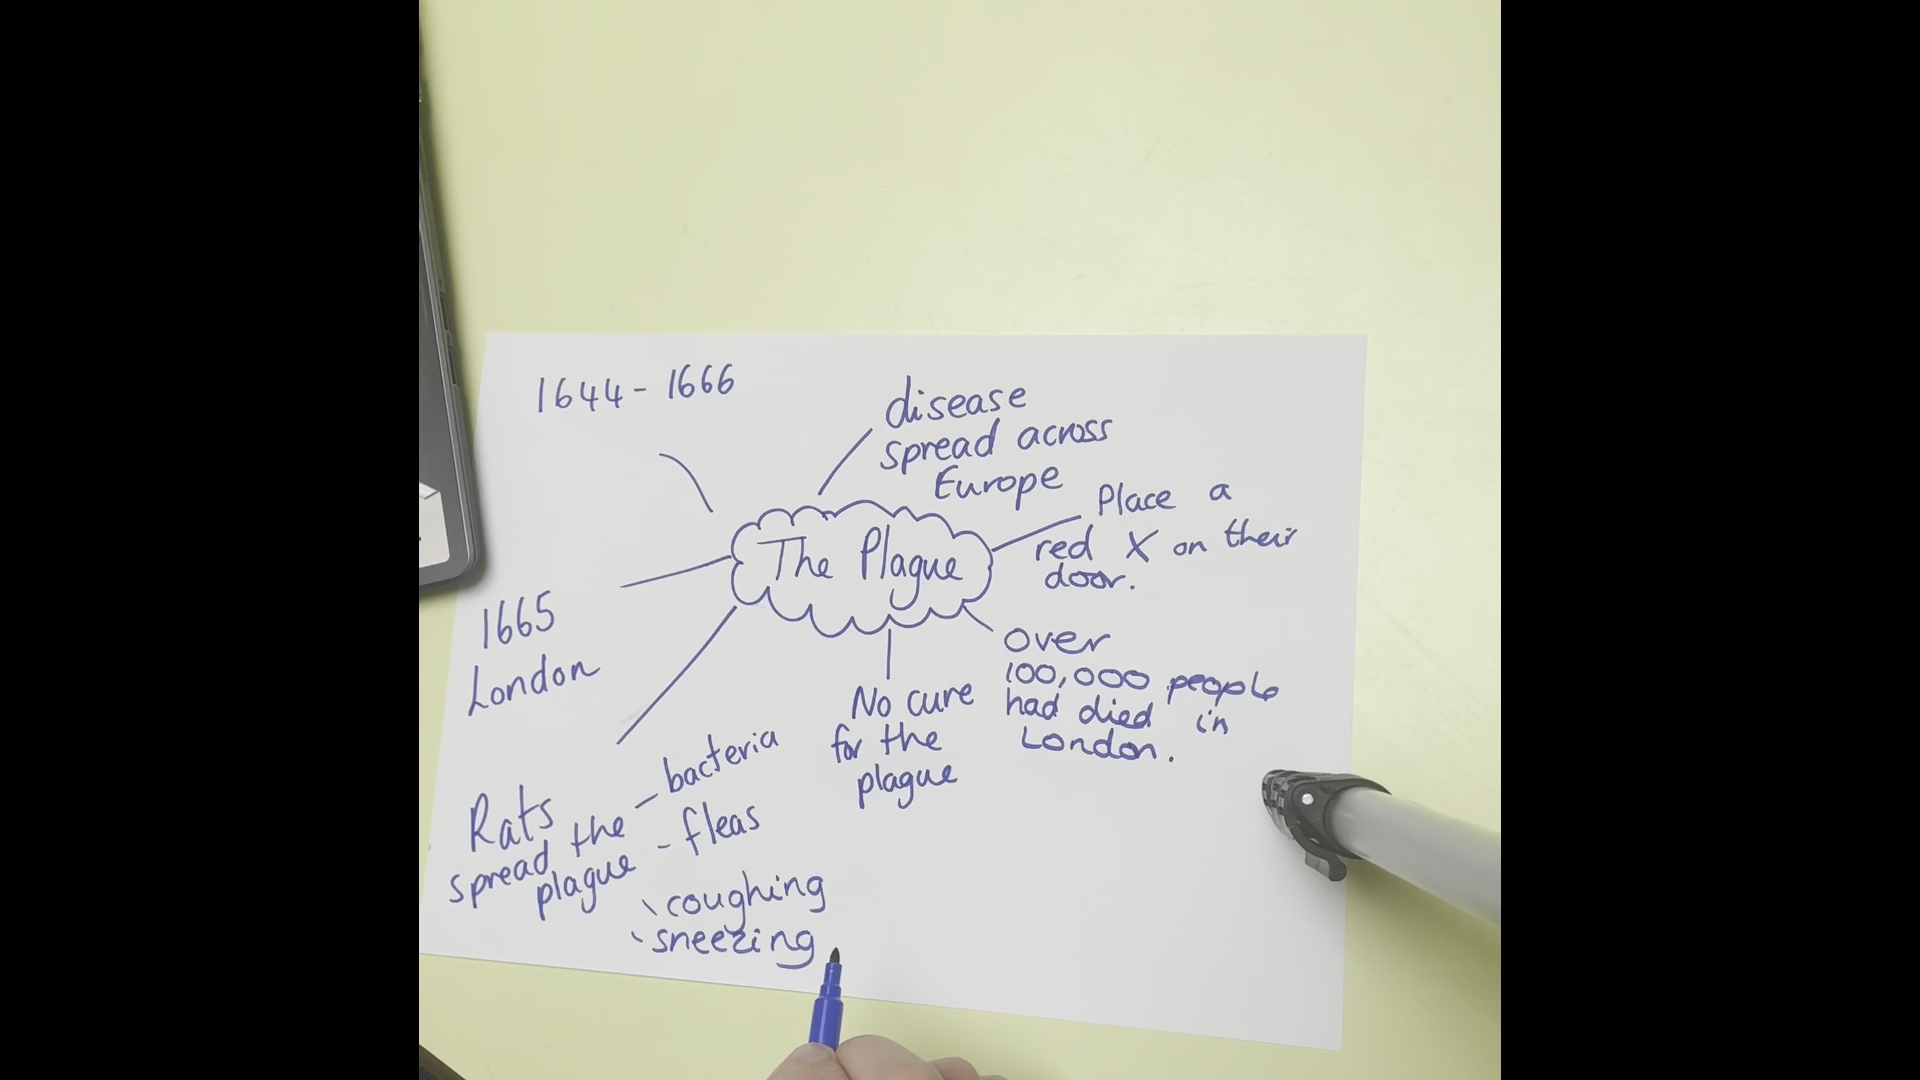 1644 - 1666
disease
spread across
Europe
The Plague
Place a
red X on their
door.
1665
London
over
100,000 people
had died in
London.
No cure
for the
plague
Rats
spread the
plague
- bacteria
- fleas
\ coughing
\ sneezing